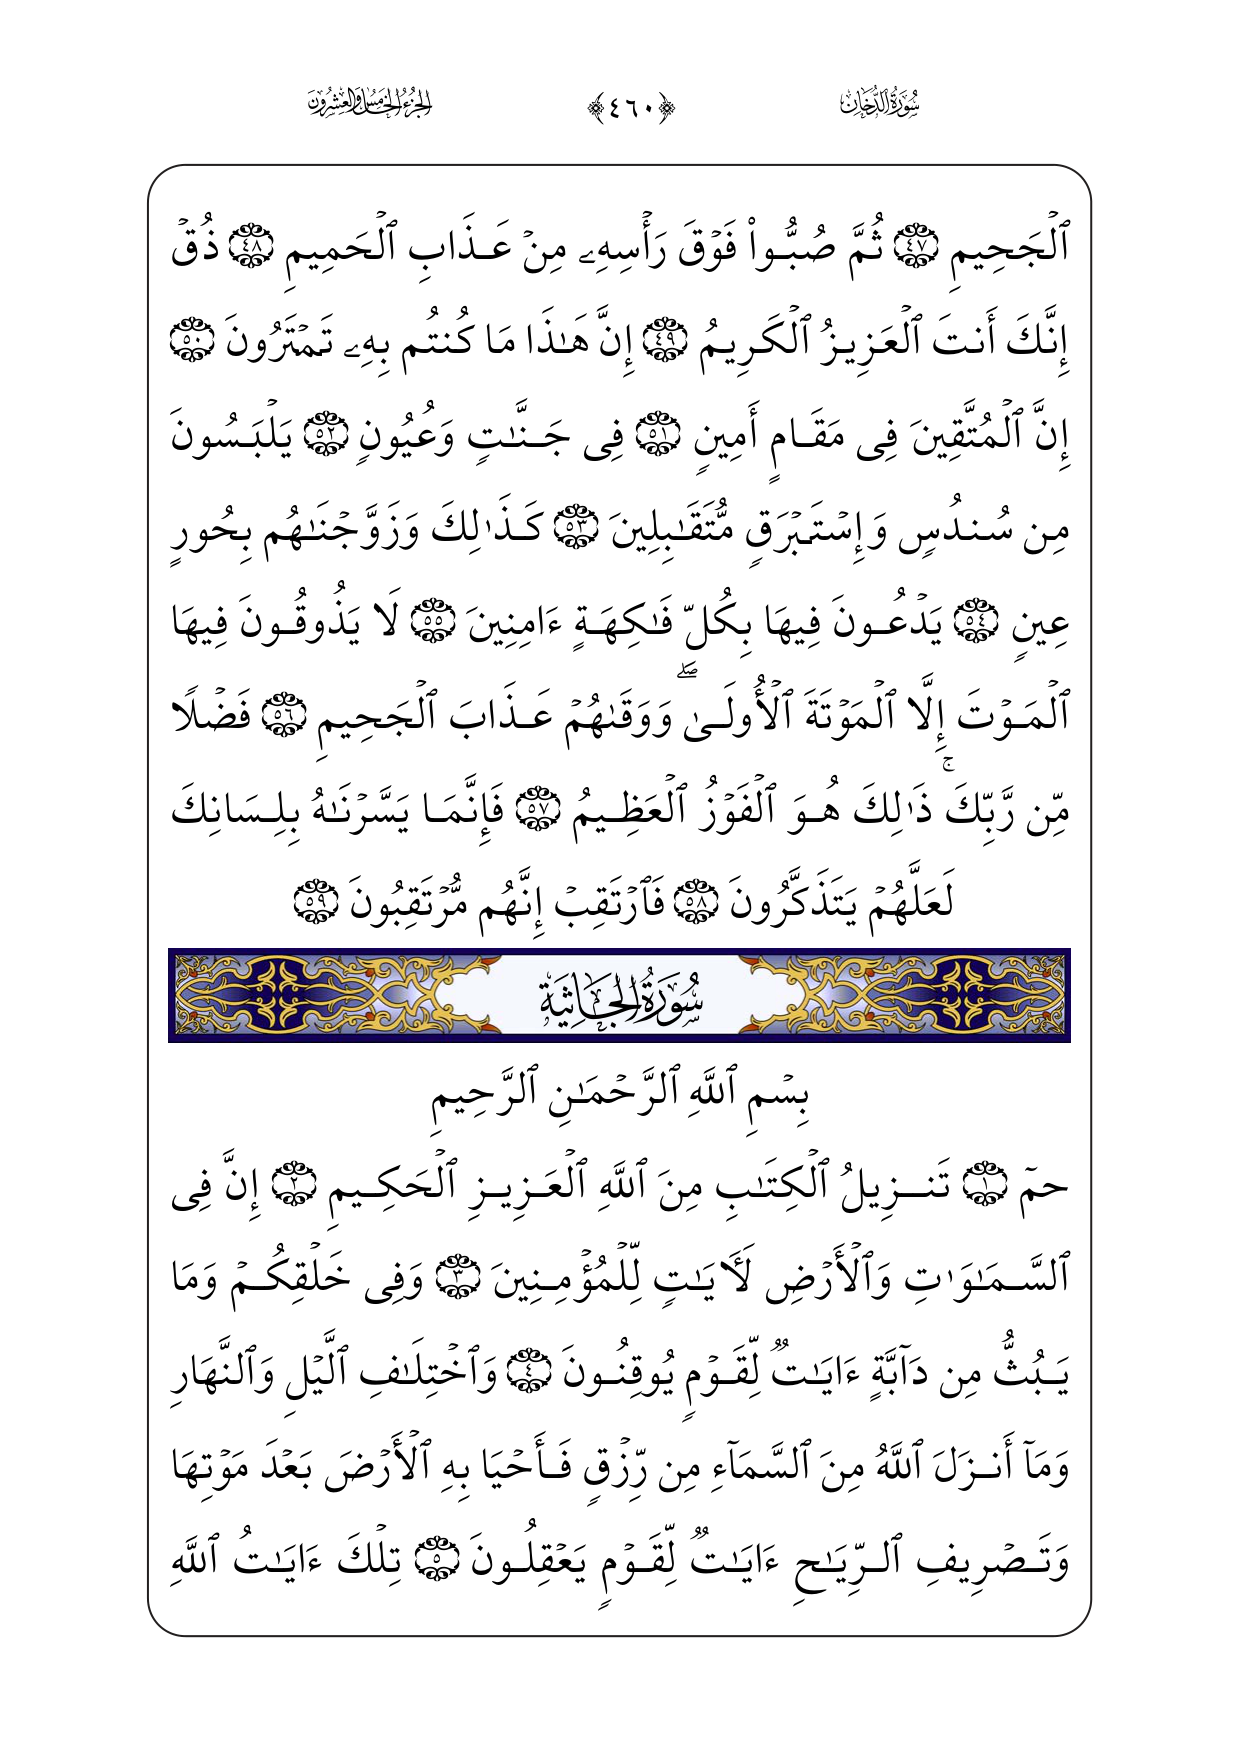 سُورَةُ الدُّخَان ﴿٤٦٠﴾ الجُزْءُ الخَامِسُ وَالعِشْرُونَ
ٱلْجَحِيمِ ٤٧ ثُمَّ صُبُّوا۟ فَوْقَ رَأْسِهِۦ مِنْ عَذَابِ ٱلْحَمِيمِ ٤٨ ذُقْ
إِنَّكَ أَنتَ ٱلْعَزِيزُ ٱلْكَرِيمُ ٤٩ إِنَّ هَـٰذَا مَا كُنتُم بِهِۦ تَمْتَرُونَ ٥٠
إِنَّ ٱلْمُتَّقِينَ فِى مَقَامٍ أَمِينٍ ٥١ فِى جَنَّـٰتٍ وَعُيُونٍ ٥٢ يَلْبَسُونَ
مِن سُندُسٍ وَإِسْتَبْرَقٍ مُّتَقَـٰبِلِينَ ٥٣ كَذَٰلِكَ وَزَوَّجْنَـٰهُم بِحُورٍ
عِينٍ ٥٤ يَدْعُونَ فِيهَا بِكُلِّ فَـٰكِهَةٍ ءَامِنِينَ ٥٥ لَا يَذُوقُونَ فِيهَا
ٱلْمَوْتَ إِلَّا ٱلْمَوْتَةَ ٱلْأُولَىٰ ۖ وَوَقَىٰهُمْ عَذَابَ ٱلْجَحِيمِ ٥٦ فَضْلًا
مِّن رَّبِّكَ ۚ ذَٰلِكَ هُوَ ٱلْفَوْزُ ٱلْعَظِيمُ ٥٧ فَإِنَّمَا يَسَّرْنَـٰهُ بِلِسَانِكَ
لَعَلَّهُمْ يَتَذَكَّرُونَ ٥٨ فَٱرْتَقِبْ إِنَّهُم مُّرْتَقِبُونَ ٥٩
سُورَةُ الجَاثِيَةِ
بِسْمِ ٱللَّهِ ٱلرَّحْمَـٰنِ ٱلرَّحِيمِ
حمٓ ١ تَنزِيلُ ٱلْكِتَـٰبِ مِنَ ٱللَّهِ ٱلْعَزِيزِ ٱلْحَكِيمِ ٢ إِنَّ فِى
ٱلسَّمَـٰوَٰتِ وَٱلْأَرْضِ لَـَٔايَـٰتٍ لِّلْمُؤْمِنِينَ ٣ وَفِى خَلْقِكُمْ وَمَا
يَبُثُّ مِن دَآبَّةٍ ءَايَـٰتٌ لِّقَوْمٍ يُوقِنُونَ ٤ وَٱخْتِلَـٰفِ ٱلَّيْلِ وَٱلنَّهَارِ
وَمَآ أَنزَلَ ٱللَّهُ مِنَ ٱلسَّمَآءِ مِن رِّزْقٍ فَأَحْيَا بِهِ ٱلْأَرْضَ بَعْدَ مَوْتِهَا
وَتَصْرِيفِ ٱلرِّيَـٰحِ ءَايَـٰتٌ لِّقَوْمٍ يَعْقِلُونَ ٥ تِلْكَ ءَايَـٰتُ ٱللَّهِ